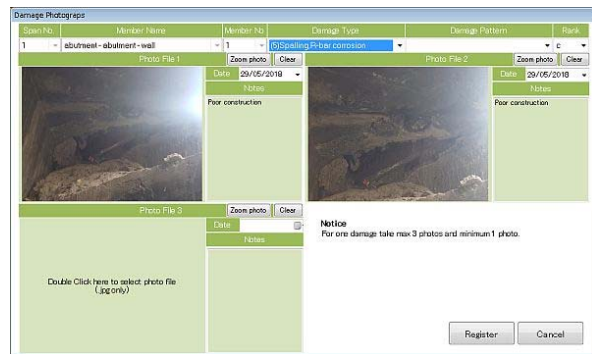 Damage Photograps
Span No. Member Name Member No Damage Type Damage Pattern Rank
1 abutment-abulment-wall 1 (5)Spalling,R-bar corrosion c
Photo File 1 Zoom photo Clear Photo File 2 Zoom photo Clear
Date 29/05/2018 Date 29/05/2018
Notes Notes
Poor construction Poor construction
Photo File 3 Zoom photo Clear
Date
Notes
Notice
For one damage take max 3 photos and minimum 1 photo.
Double Click here to select photo file
(.jpg only)
Register Cancel